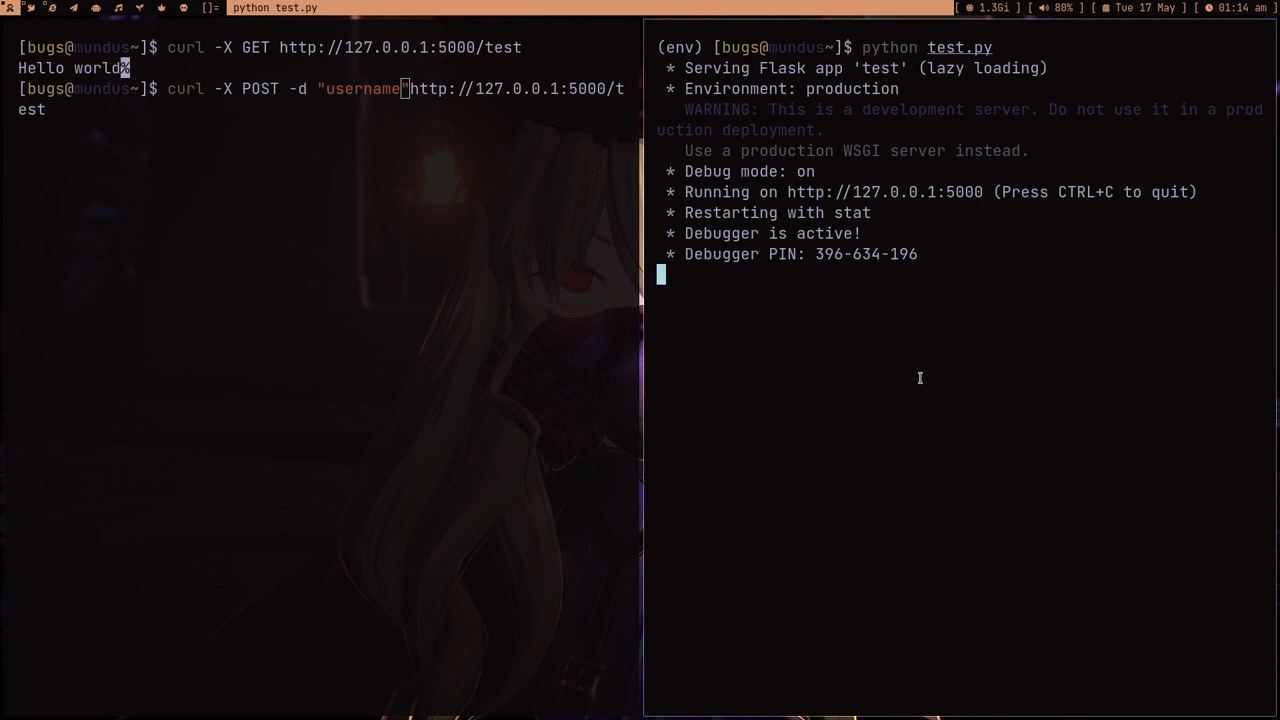 []= python test.py [ 1.3Gi ] [ 80% ] [ Tue 17 May ] [ 01:14 am ]
[bugs@mundus~]$ curl -X GET http://127.0.0.1:5000/test
Hello world%
[bugs@mundus~]$ curl -X POST -d "username"http://127.0.0.1:5000/t
est
(env) [bugs@mundus~]$ python test.py
* Serving Flask app 'test' (lazy loading)
* Environment: production
WARNING: This is a development server. Do not use it in a prod
uction deployment.
Use a production WSGI server instead.
* Debug mode: on
* Running on http://127.0.0.1:5000 (Press CTRL+C to quit)
* Restarting with stat
* Debugger is active!
* Debugger PIN: 396-634-196